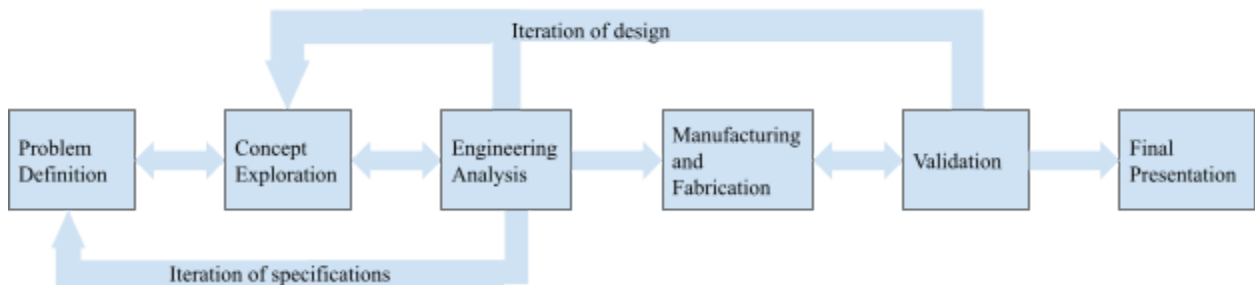 Iteration of design
Problem
Definition
Concept
Exploration
Engineering
Analysis
Manufacturing
and
Fabrication
Validation
Final
Presentation
Iteration of specifications